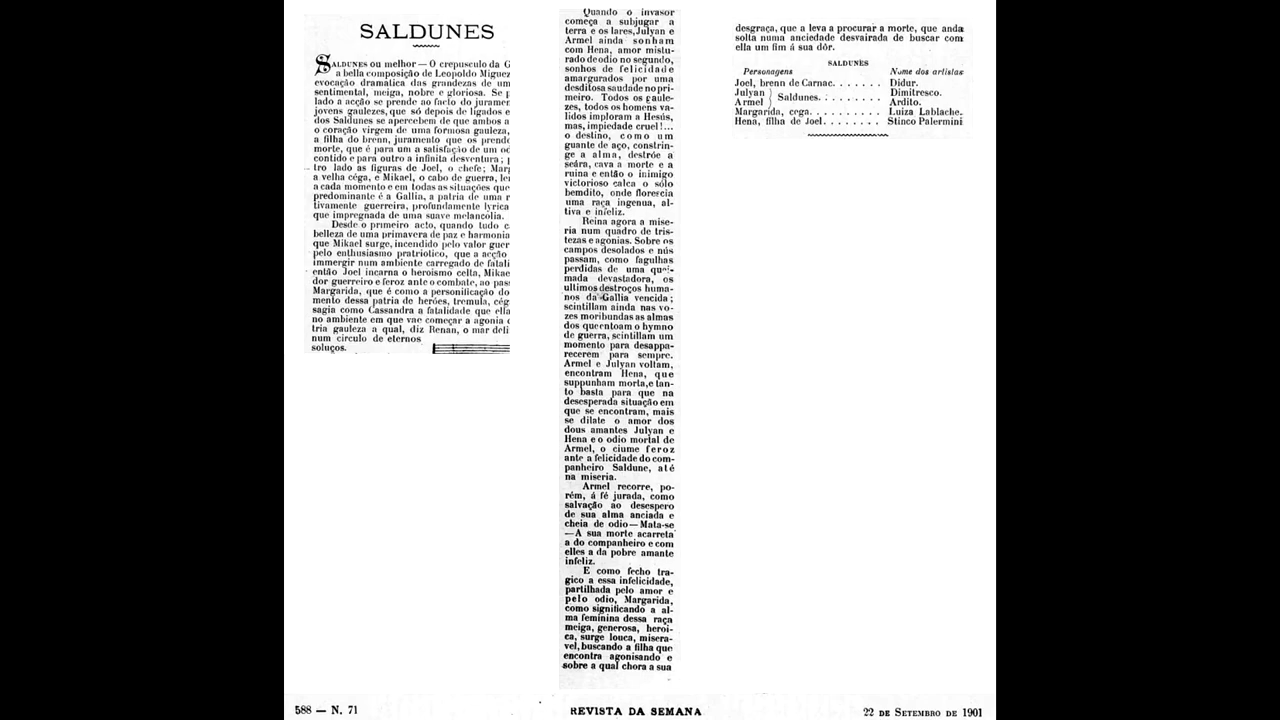 SALDUNES
SALDUNES ou melhor — O crepusculo da G
a bella composição de Leopoldo Miguez
evocação dramatica das grandezas de um
sentimental, meiga, nobre e gloriosa. Se p
lado a acção se prende ao facto do juramer
jovens gaulezes, que só depois de ligados e
dos Saldunes se apercebem de que ambos a
o coração virgem de uma formosa gauleza,
a filha do brenn, juramento que os prende
morte, que é para um a satisfação de um oc
contido e para outro a infinita desventura; p
tro lado as figuras de Joel, o chefe; Marg
a velha céga, e Mikael, o cabo de guerra, ler
a cada momento e em todas as situações que
predominante é a Gallia, a patria de uma r
tivamente guerreira, profundamente lyrica
que impregnada de uma suave melancolia.
Desde o primeiro acto, quando tudo c
belleza de uma primavera de paz e harmonia
que Mikael surge, incendido pelo valor guer
pelo enthusiasmo pratriotico, que a acção
immergir num ambiente carregado de fatali
então Joel incarna o heroismo celta, Mikae
dor guerreiro e feroz ante o combate, ao pas
Margarida, que é como a personificação do
mento dessa patria de heróes, tremula, cég
sagia como Cassandra a fatalidade que ella
no ambiente em que vae começar a agonia c
tria gauleza a qual, diz Renan, o mar deli
num circulo de eternos
soluços.
Quando o invasor
começa a subjugar a
terra e os lares, Julyan e
Armel ainda sonham
com Hena, amor mistu-
rado de odio no segundo,
sonhos de felicidade
amargurados por uma
desditosa saudade no pri-
meiro. Todos os gaule-
zes, todos os homens va-
lidos imploram a Hesùs,
mas, impiedade cruel!...
o destino, como um
guante de aço, constrin-
ge a alma, destróe a
seára, cava a morte e a
ruina e então o inimigo
victorioso calca o sólo
bemdito, onde florescia
uma raça ingenua, al-
tiva e infeliz.
Reina agora a mise-
ria num quadro de tris-
tezas e agonias. Sobre os
campos desolados e nús
passam, como fagulhas
perdidas de uma quei-
mada devastadora, os
ultimos destroços huma-
nos da Gallia vencida;
scintillam ainda nas vo-
zes moribundas as almas
dos que entoam o hymno
de guerra, scintillam um
momento para desappa-
recerem para sempre.
Armel e Julyan voltam,
encontram Hena, que
suppunham morta, e tan-
to basta para que na
desesperada situação em
que se encontram, mais
se dilate o amor dos
dous amantes Julyan e
Hena e o odio mortal de
Armel, o ciume feroz
ante a felicidade do com-
panheiro Saldune, até
na miseria.
Armel recorre, po-
rém, á fé jurada, como
salvação ao desespero
de sua alma anciada e
cheia de odio — Mata-se
— A sua morte acarreta
a do companheiro e com
elles a da pobre amante
infeliz.
E como fecho tra-
gico a essa infelicidade,
partilhada pelo amor e
pelo odio, Margarida,
como significando a al-
ma feminina dessa raça
meiga, generosa, heroi-
ca, surge louca, misera-
vel, buscando a filha que
encontra agonisando e
sobre a qual chora a sua
desgraça, que a leva a procurar a morte, que anda
solta numa anciedade desvairada de buscar com
ella um fim á sua dôr.
SALDUNES
Personagens Nome dos artistas
Joel, brenn de Carnac. . . . . . . Didur.
Julyan } Saldunes. . . . . . . . . Dimitresco.
Armel Ardito.
Margarida, cega. . . . . . . . . . Luiza Lablache.
Hena, filha de Joel. . . . . . . . Stinco Palermini
588 — N. 71 REVISTA DA SEMANA 22 DE SETEMBRO DE 1901